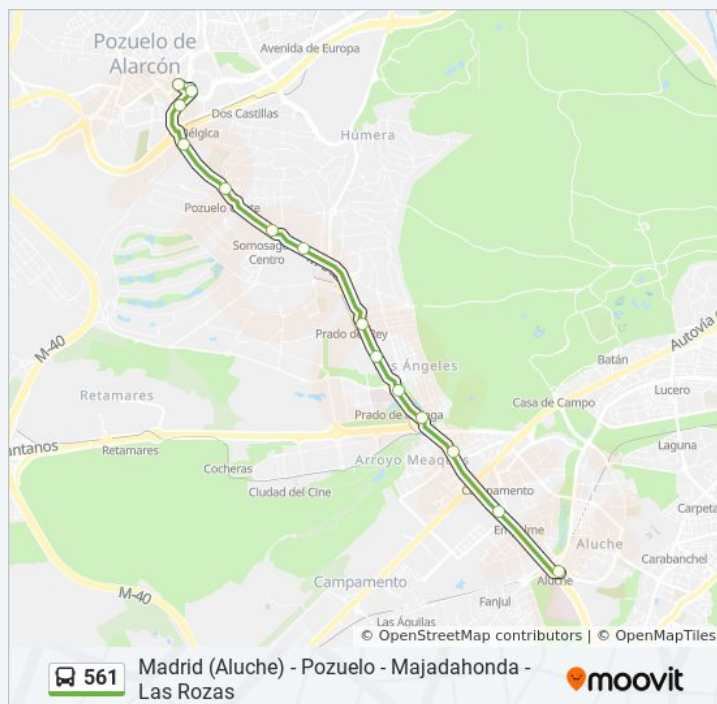 Pozuelo de
Alarcón
Avenida de Europa
Dos Castillas
Bélgica
Húmera
Pozuelo
Somosag
Centro
M-40
Prado del Rey
Ángeles
Batán
Autovía
Retamares
Lucero
Casa de Campo
Prado de
antanos
Retamares
Laguna
Cocheras
Arroyo Meaques
Ciudad del Cine
Campamento
Carpeta
Empalme
Aluche
Carabanchel
Campamento
Aluche
M-40
Fanjul
Las Águilas
© OpenStreetMap contributors | © OpenMapTiles
561
Madrid (Aluche) - Pozuelo - Majadahonda -
Las Rozas
moovit